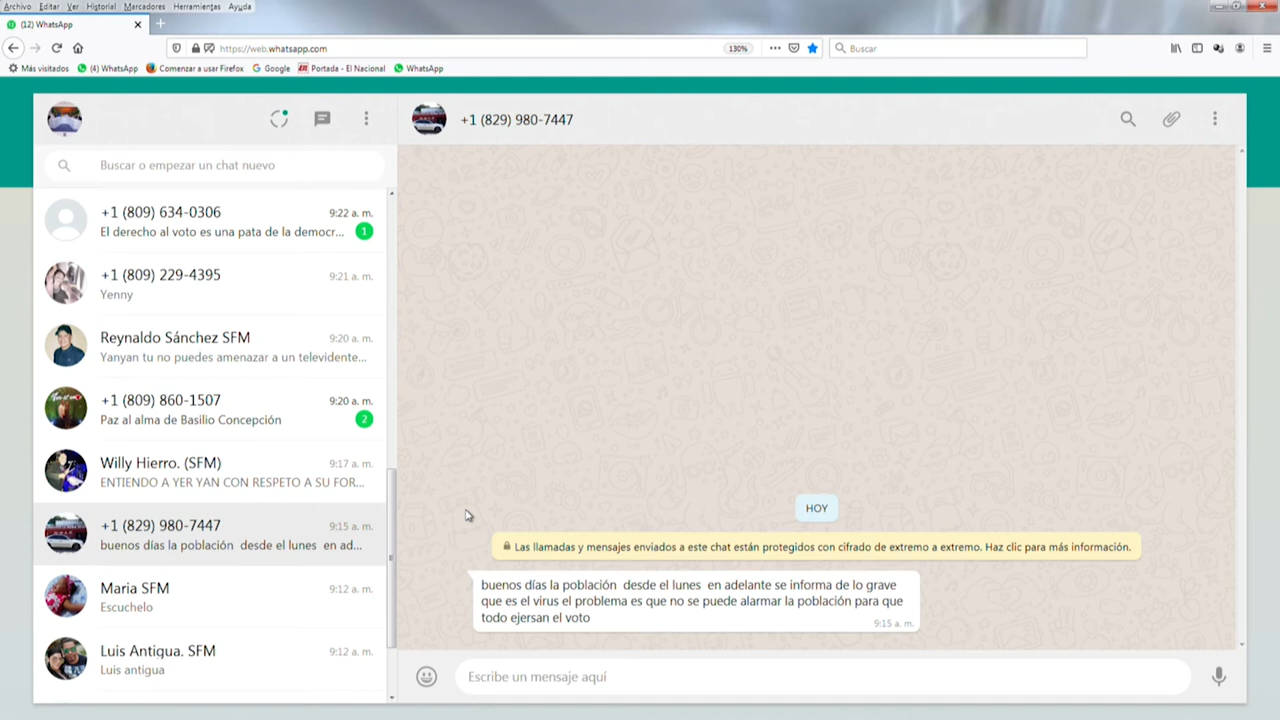 Archivo Editar Ver Historial Marcadores Herramientas Ayuda
(12) WhatsApp
https://web.whatsapp.com
130%
Buscar
Más visitados
(4) WhatsApp
Comenzar a usar Firefox
Google
Portada - El Nacional
WhatsApp
Buscar o empezar un chat nuevo
+1 (809) 634-0306
9:22 a. m.
El derecho al voto es una pata de la democr...
1
+1 (809) 229-4395
9:21 a. m.
Yenny
Reynaldo Sánchez SFM
9:20 a. m.
Yanyan tu no puedes amenazar a un televidente...
+1 (809) 860-1507
9:20 a. m.
Paz al alma de Basilio Concepción
2
Willy Hierro. (SFM)
9:17 a. m.
ENTIENDO A YER YAN CON RESPETO A SU FOR...
+1 (829) 980-7447
9:15 a. m.
buenos días la población desde el lunes en ad...
Maria SFM
9:12 a. m.
Escuchelo
Luis Antigua. SFM
9:12 a. m.
Luis antigua
+1 (829) 980-7447
HOY
Las llamadas y mensajes enviados a este chat están protegidos con cifrado de extremo a extremo. Haz clic para más información.
buenos días la población desde el lunes en adelante se informa de lo grave
que es el virus el problema es que no se puede alarmar la población para que
todo ejersan el voto
9:15 a. m.
Escribe un mensaje aquí